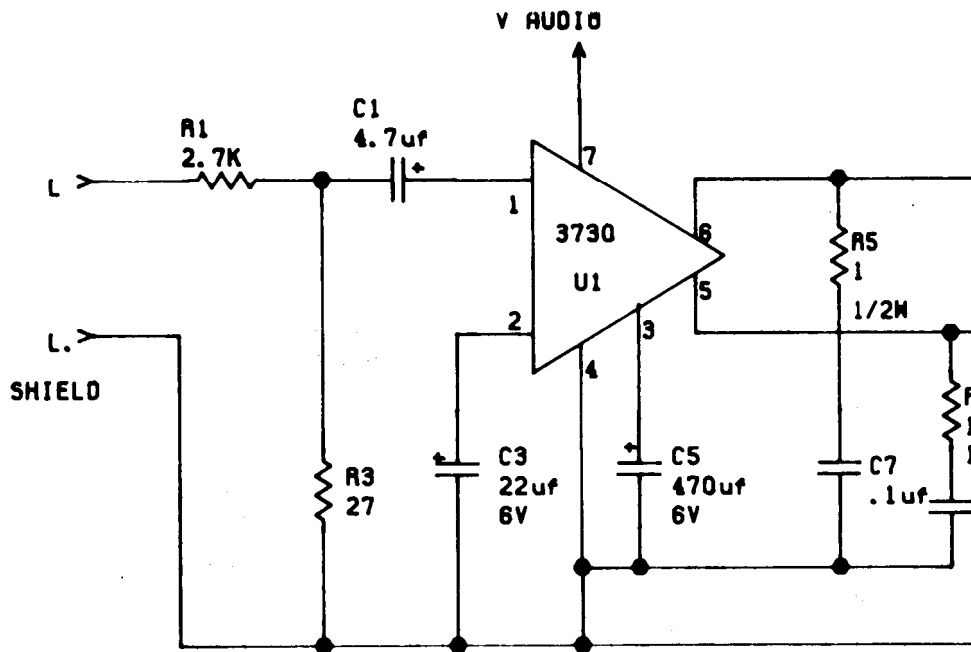 V AUDIO
C1
4.7uf
R1
2.7K
+
7
L
1
3730
6
R5
1
U1
5
1/2W
2
3
L.
4
SHIELD
+
C3
22uf
6V
+
C5
470uf
6V
R3
27
C7
.1uf